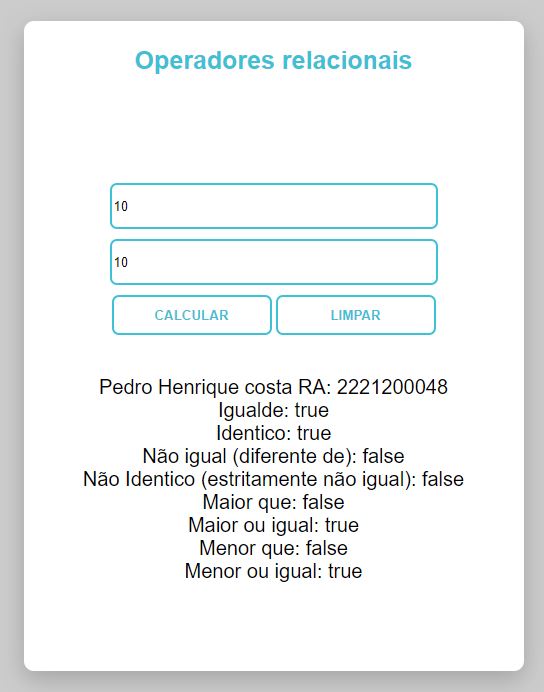 Operadores relacionais
10
10
CALCULAR LIMPAR
Pedro Henrique costa RA: 2221200048
Igualde: true
Identico: true
Não igual (diferente de): false
Não Identico (estritamente não igual): false
Maior que: false
Maior ou igual: true
Menor que: false
Menor ou igual: true